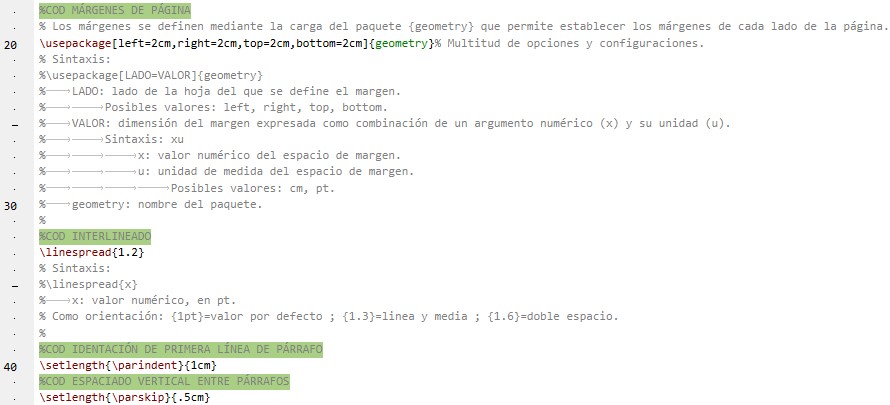 %COD MÁRGENES DE PÁGINA
% Los márgenes se definen mediante la carga del paquete {geometry} que permite establecer los márgenes de cada lado de la página.
20 \usepackage[left=2cm,right=2cm,top=2cm,bottom=2cm]{geometry}% Multitud de opciones y configuraciones.
% Sintaxis:
%\usepackage[LADO=VALOR]{geometry}
%⟶LADO: lado de la hoja del que se define el margen.
%⟶⟶Posibles valores: left, right, top, bottom.
%⟶VALOR: dimensión del margen expresada como combinación de un argumento numérico (x) y su unidad (u).
%⟶⟶Sintaxis: xu
%⟶⟶⟶x: valor numérico del espacio de margen.
%⟶⟶⟶u: unidad de medida del espacio de margen.
%⟶⟶⟶⟶Posibles valores: cm, pt.
30 %⟶geometry: nombre del paquete.
%
%COD INTERLINEADO
\linespread{1.2}
% Sintaxis:
%\linespread{x}
%⟶x: valor numérico, en pt.
% Como orientación: {1pt}=valor por defecto ; {1.3}=linea y media ; {1.6}=doble espacio.
%
%COD IDENTACIÓN DE PRIMERA LÍNEA DE PÁRRAFO
40 \setlength{\parindent}{1cm}
%COD ESPACIADO VERTICAL ENTRE PÁRRAFOS
\setlength{\parskip}{.5cm}